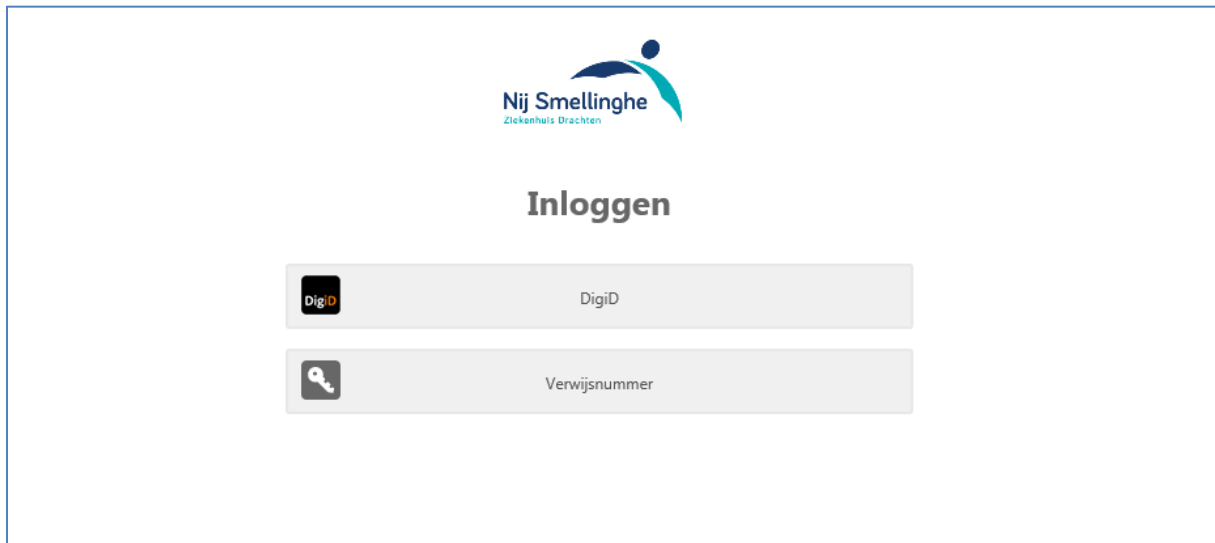 Nij Smellinghe
Ziekenhuis Drachten
Inloggen
DigiD
DigiD
Verwijsnummer